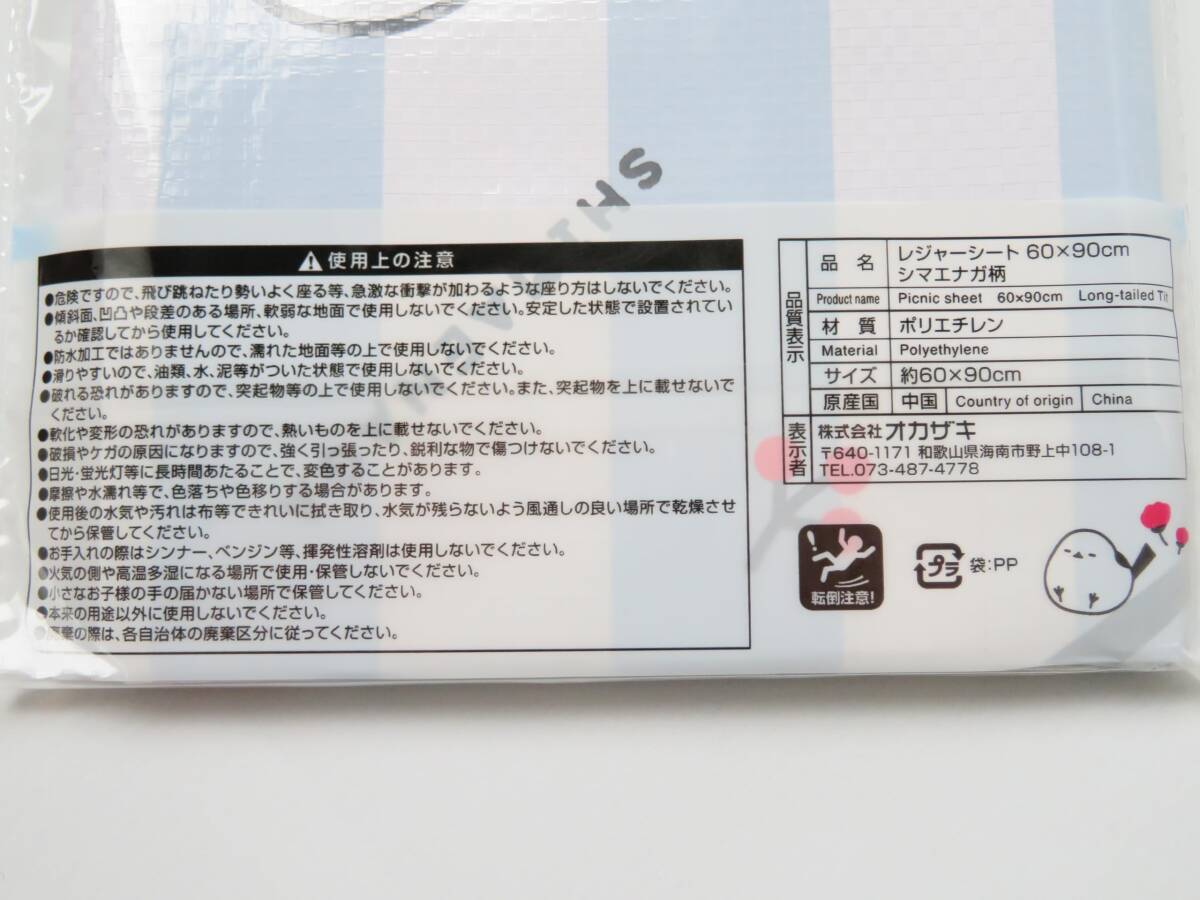 SHIMAENAGA
⚠使用上の注意
●危険ですので、飛び跳ねたり勢いよく座る等、急激な衝撃が加わるような座り方はしないでください。
●傾斜面、凹凸や段差のある場所、軟弱な地面で使用しないでください。安定した状態で設置されてい
るか確認してから使用してください。
●防水加工ではありませんので、濡れた地面等の上で使用しないでください。
●滑りやすいので、油類、水、泥等がついた状態で使用しないでください。
●破れる恐れがありますので、突起物等の上で使用しないでください。また、突起物を上に載せないで
ください。
●軟化や変形の恐れがありますので、熱いものを上に載せないでください。
●破損やケガの原因になりますので、強く引っ張ったり、鋭利な物で傷つけないでください。
●日光・蛍光灯等に長時間あたることで、変色することがあります。
●摩擦や水濡れ等で、色落ちや色移りする場合があります。
●使用後の水気や汚れは布等できれいに拭き取り、水気が残らないよう風通しの良い場所で乾燥させ
てから保管してください。
●お手入れの際はシンナー、ベンジン等、揮発性溶剤は使用しないでください。
●火気の側や高温多湿になる場所で使用・保管しないでください。
●小さなお子様の手の届かない場所で保管してください。
●本来の用途以外に使用しないでください。
●廃棄の際は、各自治体の廃棄区分に従ってください。
品質表示
品 名 レジャーシート 60×90cm
シマエナガ柄
Product name Picnic sheet 60×90cm Long-tailed Tit
材 質 ポリエチレン
Material Polyethylene
サイズ 約60×90cm
原産国 中国 Country of origin China
表示者
株式会社オカザキ
〒640-1171 和歌山県海南市野上中108-1
TEL.073-487-4778
転倒注意!
プラ 袋:PP